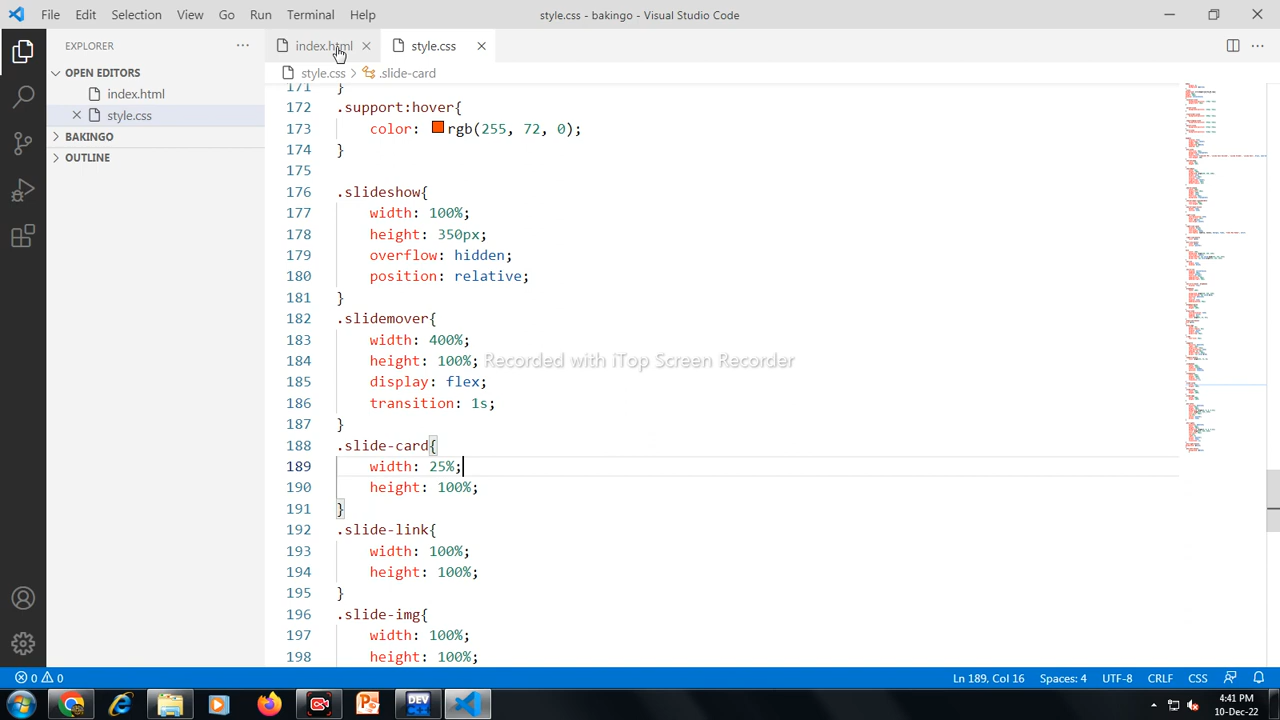 File Edit Selection View Go Run Terminal Help
style.css - bakingo - Visual Studio Code
EXPLORER
index.html
style.css
OPEN EDITORS
style.css > .slide-card
index.html
style.css
BAKINGO
OUTLINE
171 }
172 .support:hover{
173 color: rgb(235, 72, 0);
174
175
176 .slideshow{
177 width: 100%;
178 height: 350px;
179 overflow: hidden;
180 position: relative;
181
182 .slidemover{
183 width: 400%;
184 height: 100%;
185 display: flex;
186 transition: 1s;
187
188 .slide-card{
189 width: 25%;
190 height: 100%;
191 }
192 .slide-link{
193 width: 100%;
194 height: 100%;
195 }
196 .slide-img{
197 width: 100%;
198 height: 100%;
Recorded with iTop Screen Recorder
0 0
Ln 189, Col 16
Spaces: 4
UTF-8
CRLF
CSS
DEV
4:41 PM
10-Dec-22